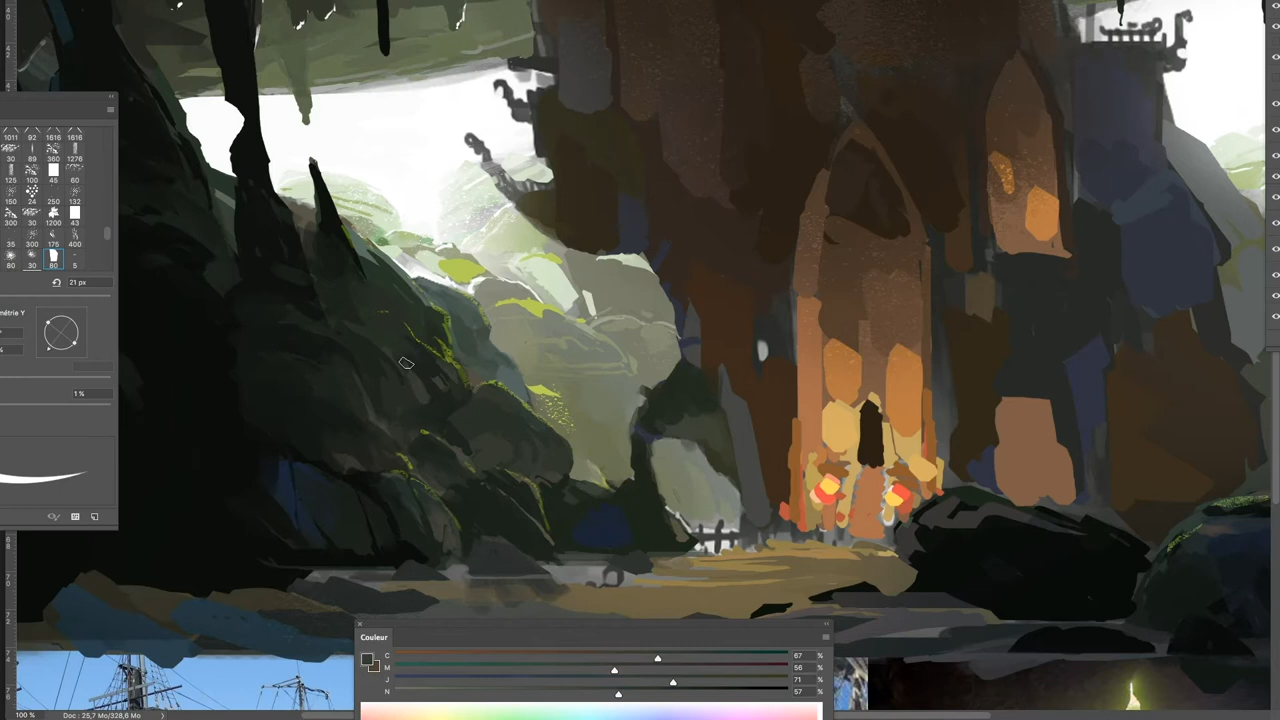 1011 92 1616 1616
30 89 360 1276
125 100 45 60
150 24 250 132
300 30 1200 43
35 300 175 400
80 30 80 5
21 px
métrie Y
1 %
Couleur
C 67 %
M 56 %
J 71 %
N 57 %
100 % Doc : 25,7 Mo/328,6 Mo